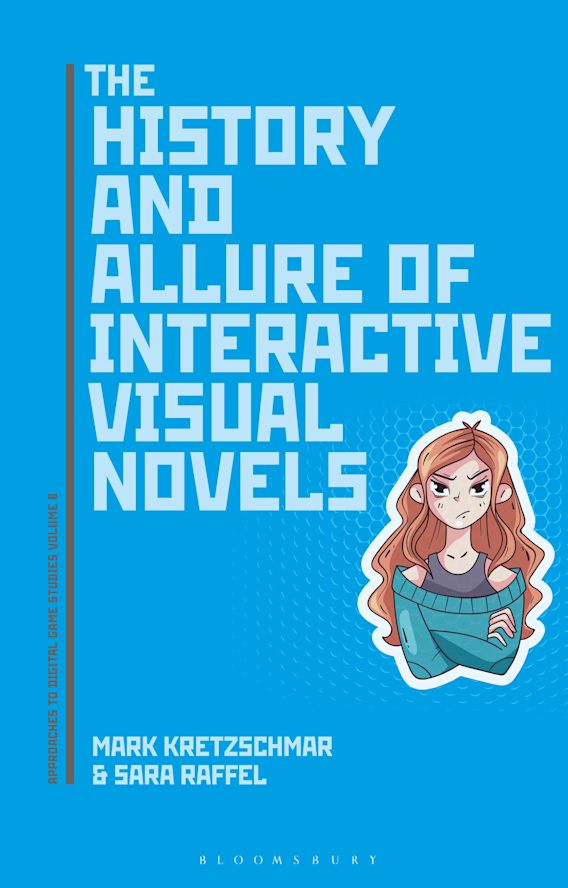 THE
HISTORY
AND
ALLURE OF
INTERACTIVE
VISUAL
NOVELS
APPROACHES TO DIGITAL GAME STUDIES VOLUME 8
MARK KRETZSCHMAR
& SARA RAFFEL
BLOOMSBURY